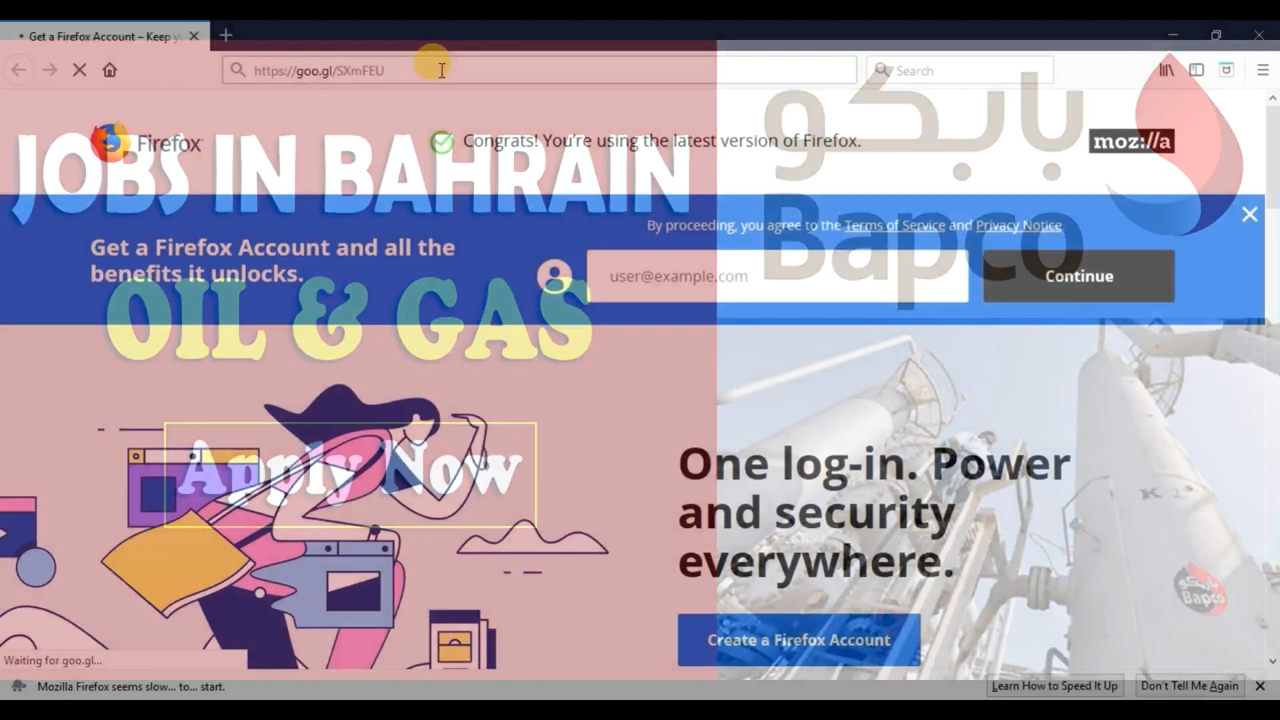 Get a Firefox Account – Keep y
https://goo.gl/SXmFEU
Search
Firefox
Congrats! You're using the latest version of Firefox.
moz://a
JOBS IN BAHRAIN
بابكو
Bapco
By proceeding, you agree to the Terms of Service and Privacy Notice
Get a Firefox Account and all the
benefits it unlocks.
user@example.com
Continue
OIL & GAS
Apply Now
One log-in. Power
and security
everywhere.
K 2
بابكو
Bapco
Create a Firefox Account
Waiting for goo.gl...
Mozilla Firefox seems slow... to... start.
Learn How to Speed It Up
Don't Tell Me Again